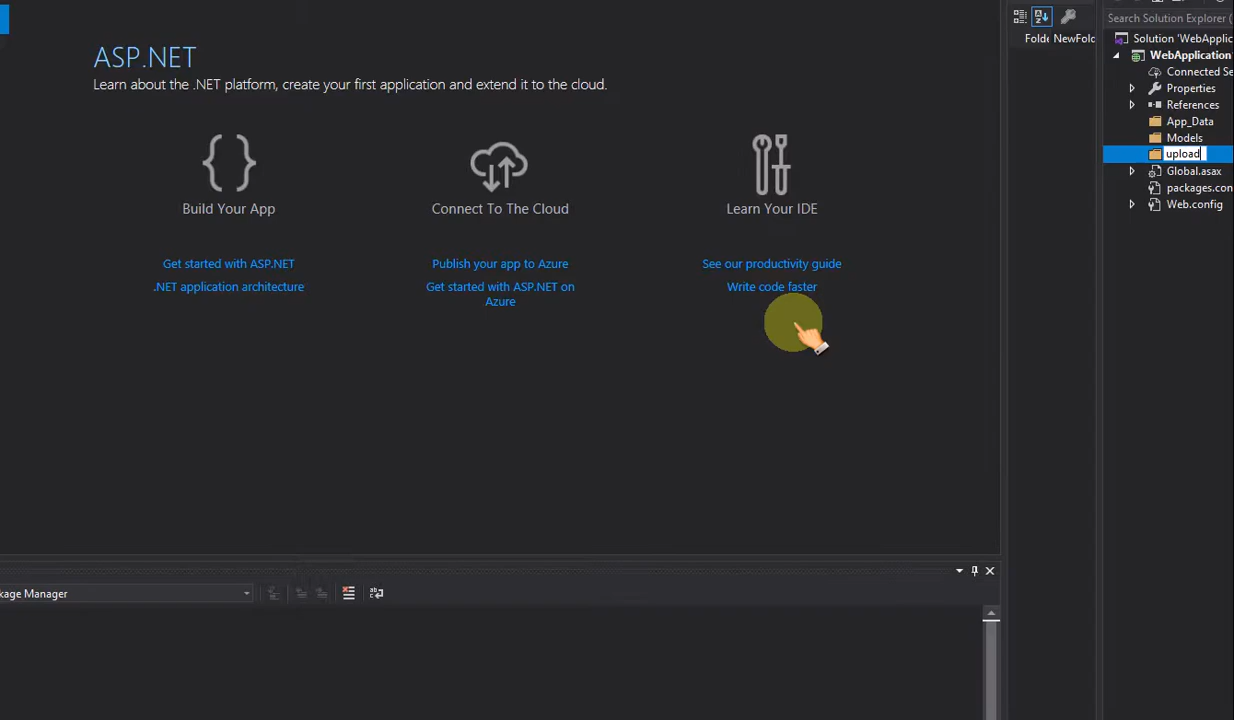 ASP.NET
Learn about the .NET platform, create your first application and extend it to the cloud.
Build Your App
Get started with ASP.NET
.NET application architecture
Connect To The Cloud
Publish your app to Azure
Get started with ASP.NET on
Azure
Learn Your IDE
See our productivity guide
Write code faster
kage Manager
Folde NewFold
Search Solution Explorer (
Solution 'WebApplic
WebApplication
Connected Se
Properties
References
App_Data
Models
upload
Global.asax
packages.con
Web.config